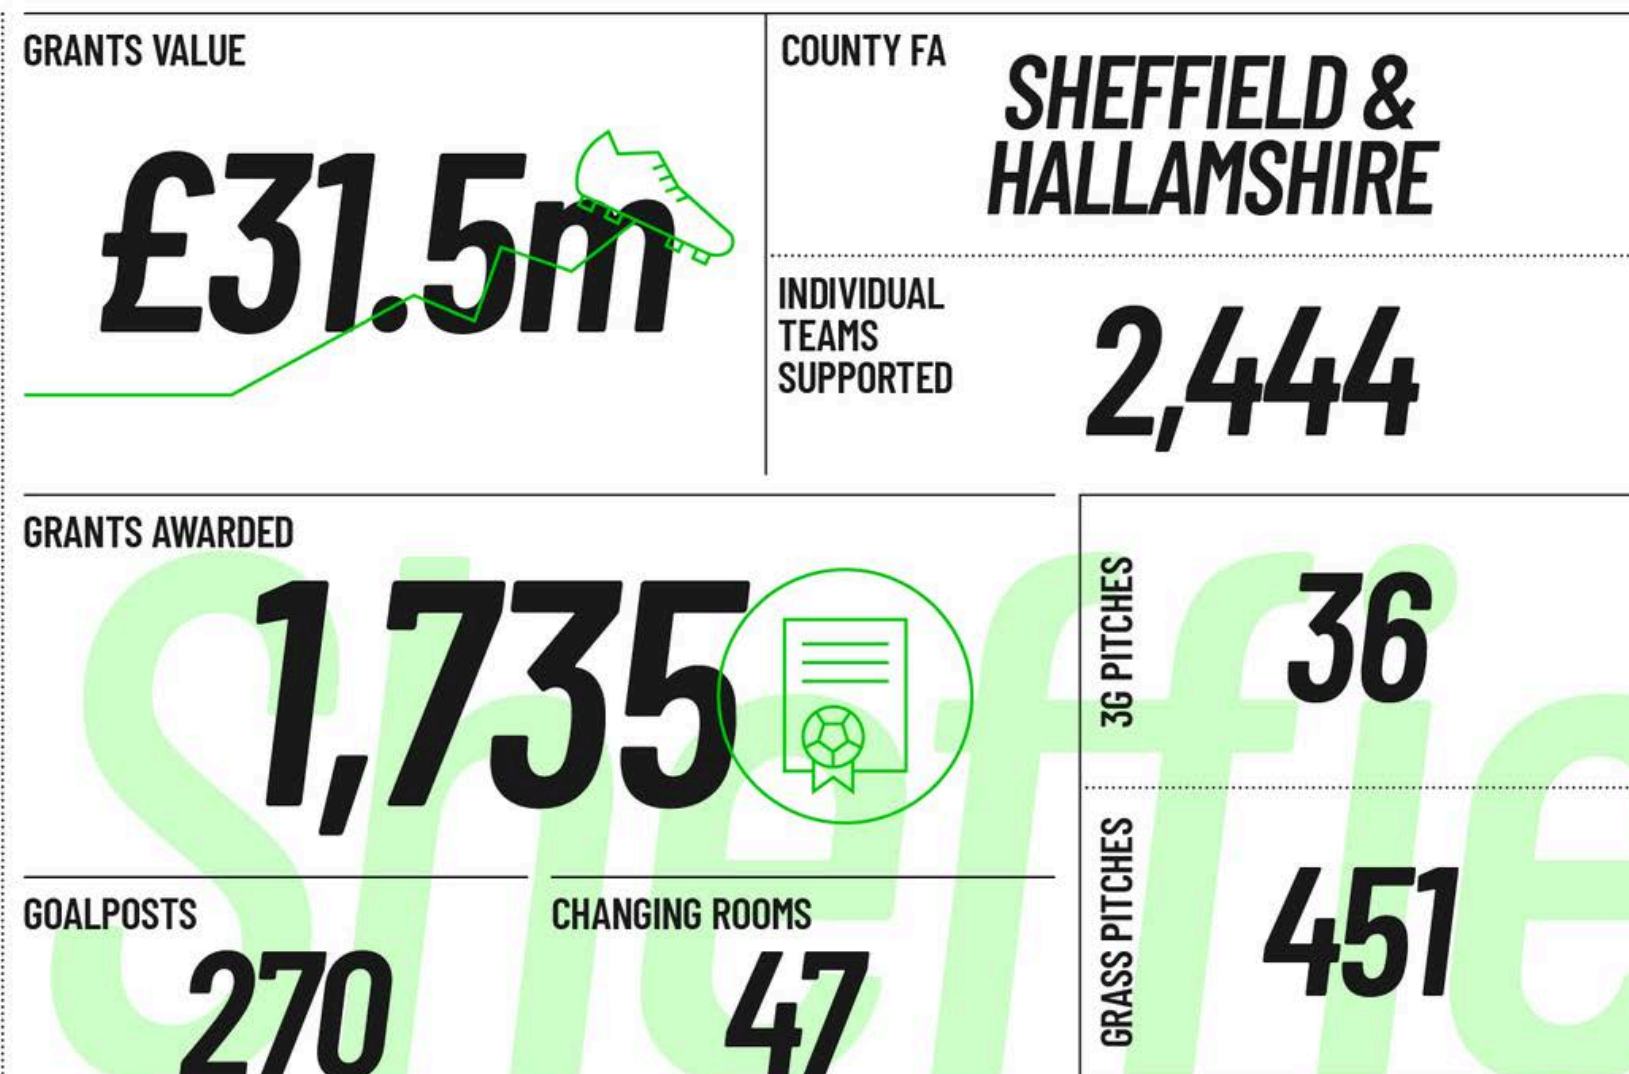 GRANTS VALUE
£31.5m
COUNTY FA
SHEFFIELD &
HALLAMSHIRE
INDIVIDUAL
TEAMS
SUPPORTED
2,444
GRANTS AWARDED
1,735
3G PITCHES
36
GRASS PITCHES
451
GOALPOSTS
270
CHANGING ROOMS
47
Sheffie